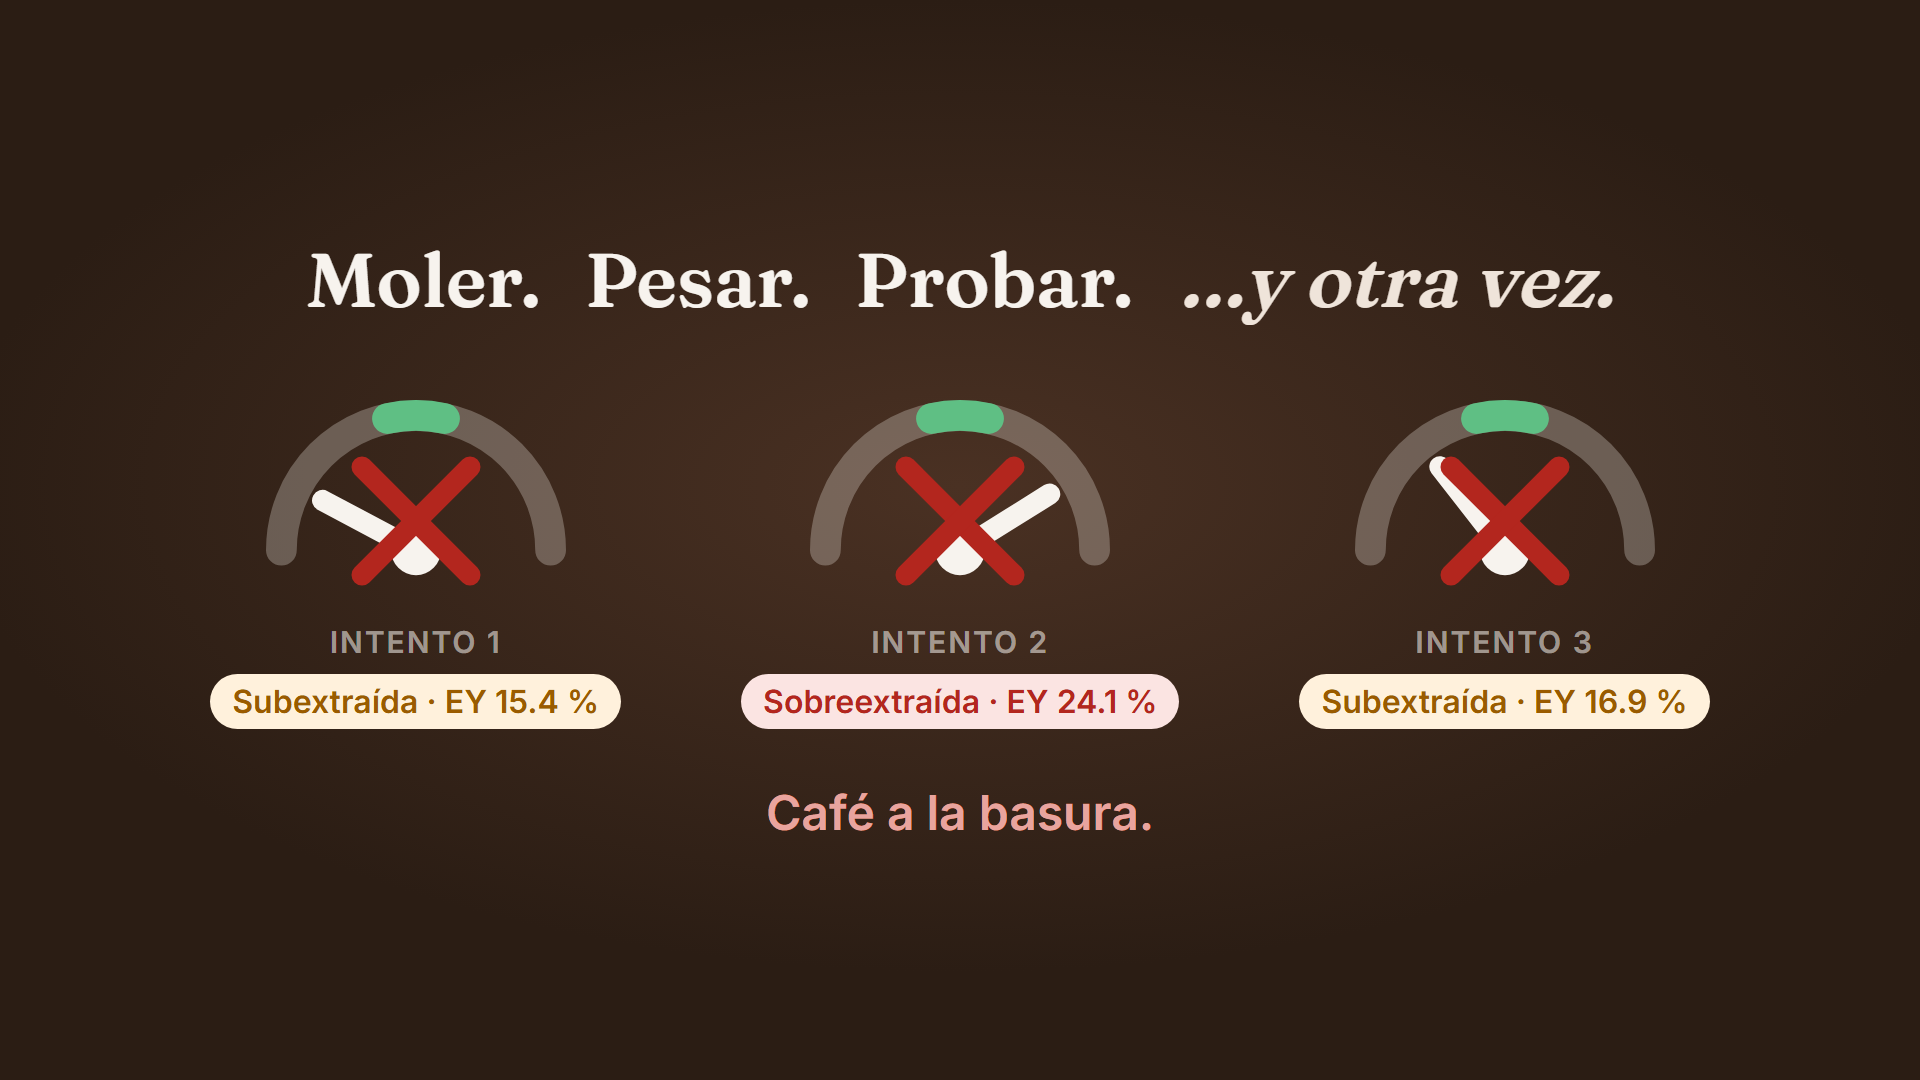 Moler. Pesar. Probar. ...y otra vez.
INTENTO 1
Subextraída · EY 15.4 %
INTENTO 2
Sobreextraída · EY 24.1 %
INTENTO 3
Subextraída · EY 16.9 %
Café a la basura.